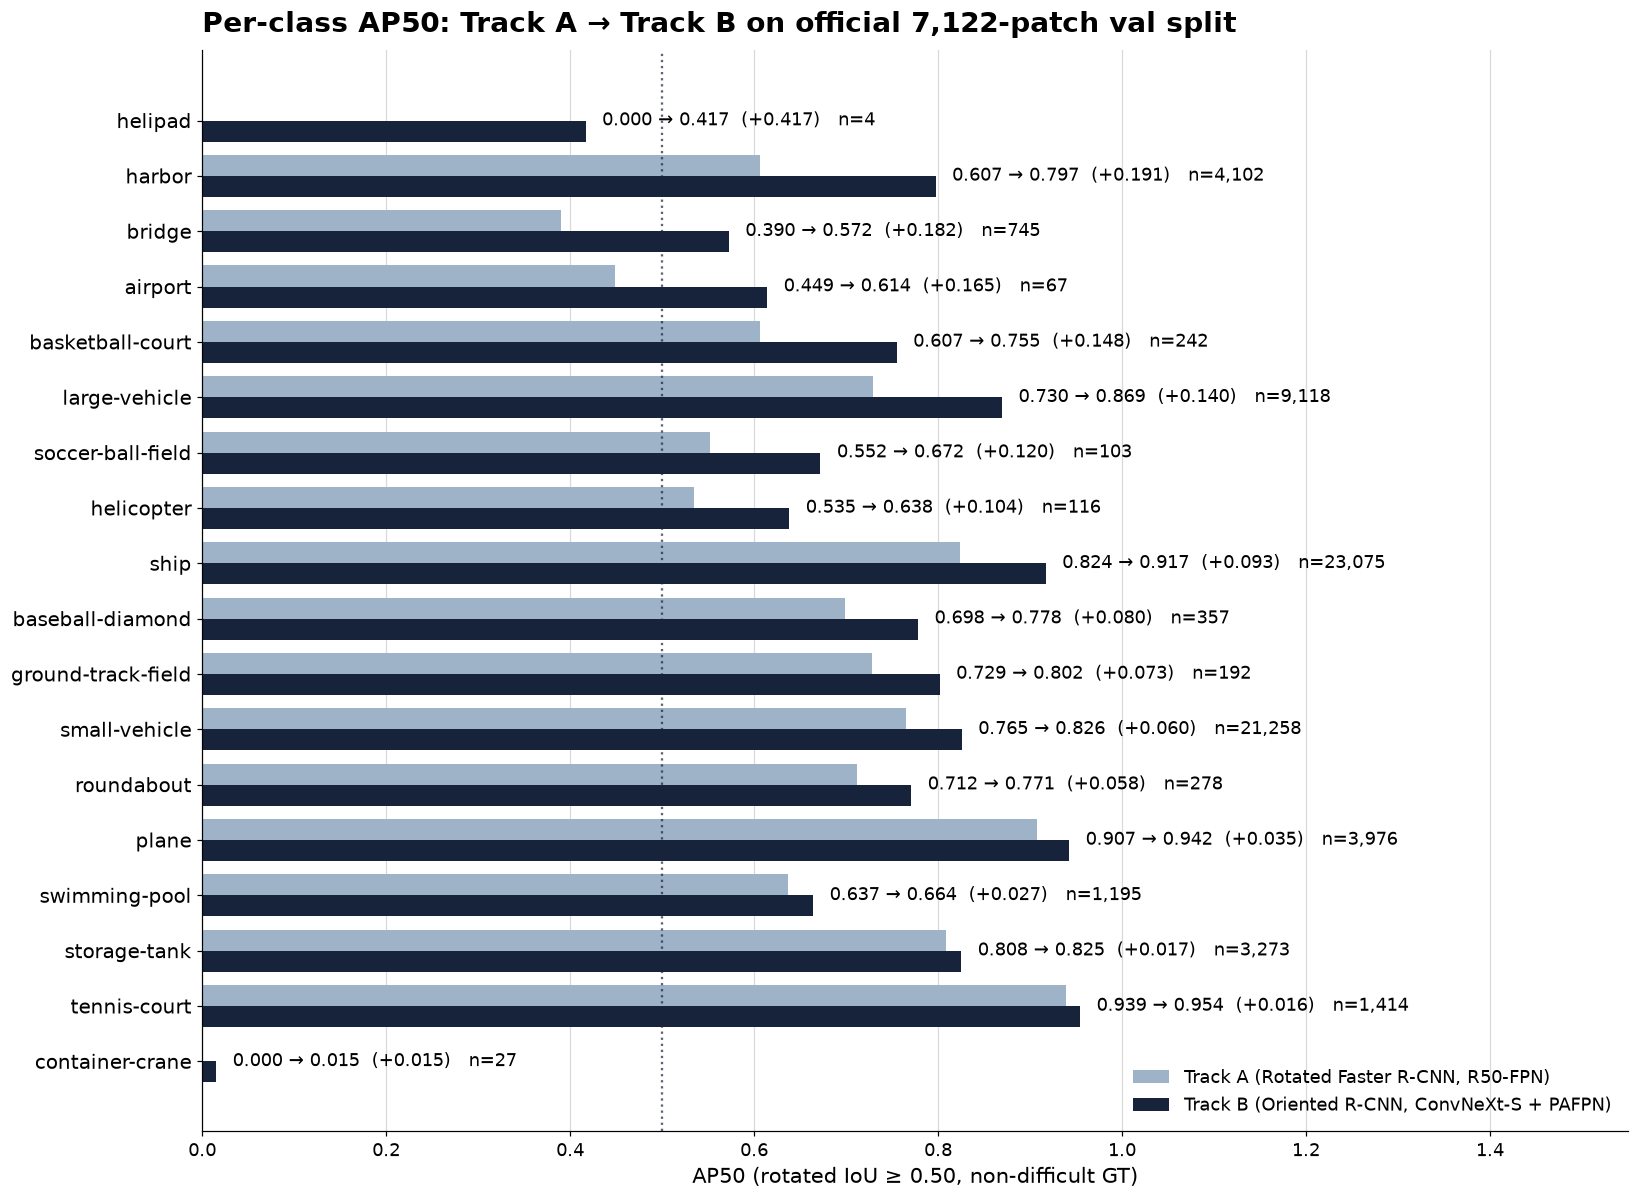 Per-class AP50: Track A → Track B on official 7,122-patch val split
helipad 0.000 → 0.417 (+0.417) n=4
harbor 0.607 → 0.797 (+0.191) n=4,102
bridge 0.390 → 0.572 (+0.182) n=745
airport 0.449 → 0.614 (+0.165) n=67
basketball-court 0.607 → 0.755 (+0.148) n=242
large-vehicle 0.730 → 0.869 (+0.140) n=9,118
soccer-ball-field 0.552 → 0.672 (+0.120) n=103
helicopter 0.535 → 0.638 (+0.104) n=116
ship 0.824 → 0.917 (+0.093) n=23,075
baseball-diamond 0.698 → 0.778 (+0.080) n=357
ground-track-field 0.729 → 0.802 (+0.073) n=192
small-vehicle 0.765 → 0.826 (+0.060) n=21,258
roundabout 0.712 → 0.771 (+0.058) n=278
plane 0.907 → 0.942 (+0.035) n=3,976
swimming-pool 0.637 → 0.664 (+0.027) n=1,195
storage-tank 0.808 → 0.825 (+0.017) n=3,273
tennis-court 0.939 → 0.954 (+0.016) n=1,414
container-crane 0.000 → 0.015 (+0.015) n=27
Track A (Rotated Faster R-CNN, R50-FPN)
Track B (Oriented R-CNN, ConvNeXt-S + PAFPN)
0.0 0.2 0.4 0.6 0.8 1.0 1.2 1.4
AP50 (rotated IoU ≥ 0.50, non-difficult GT)